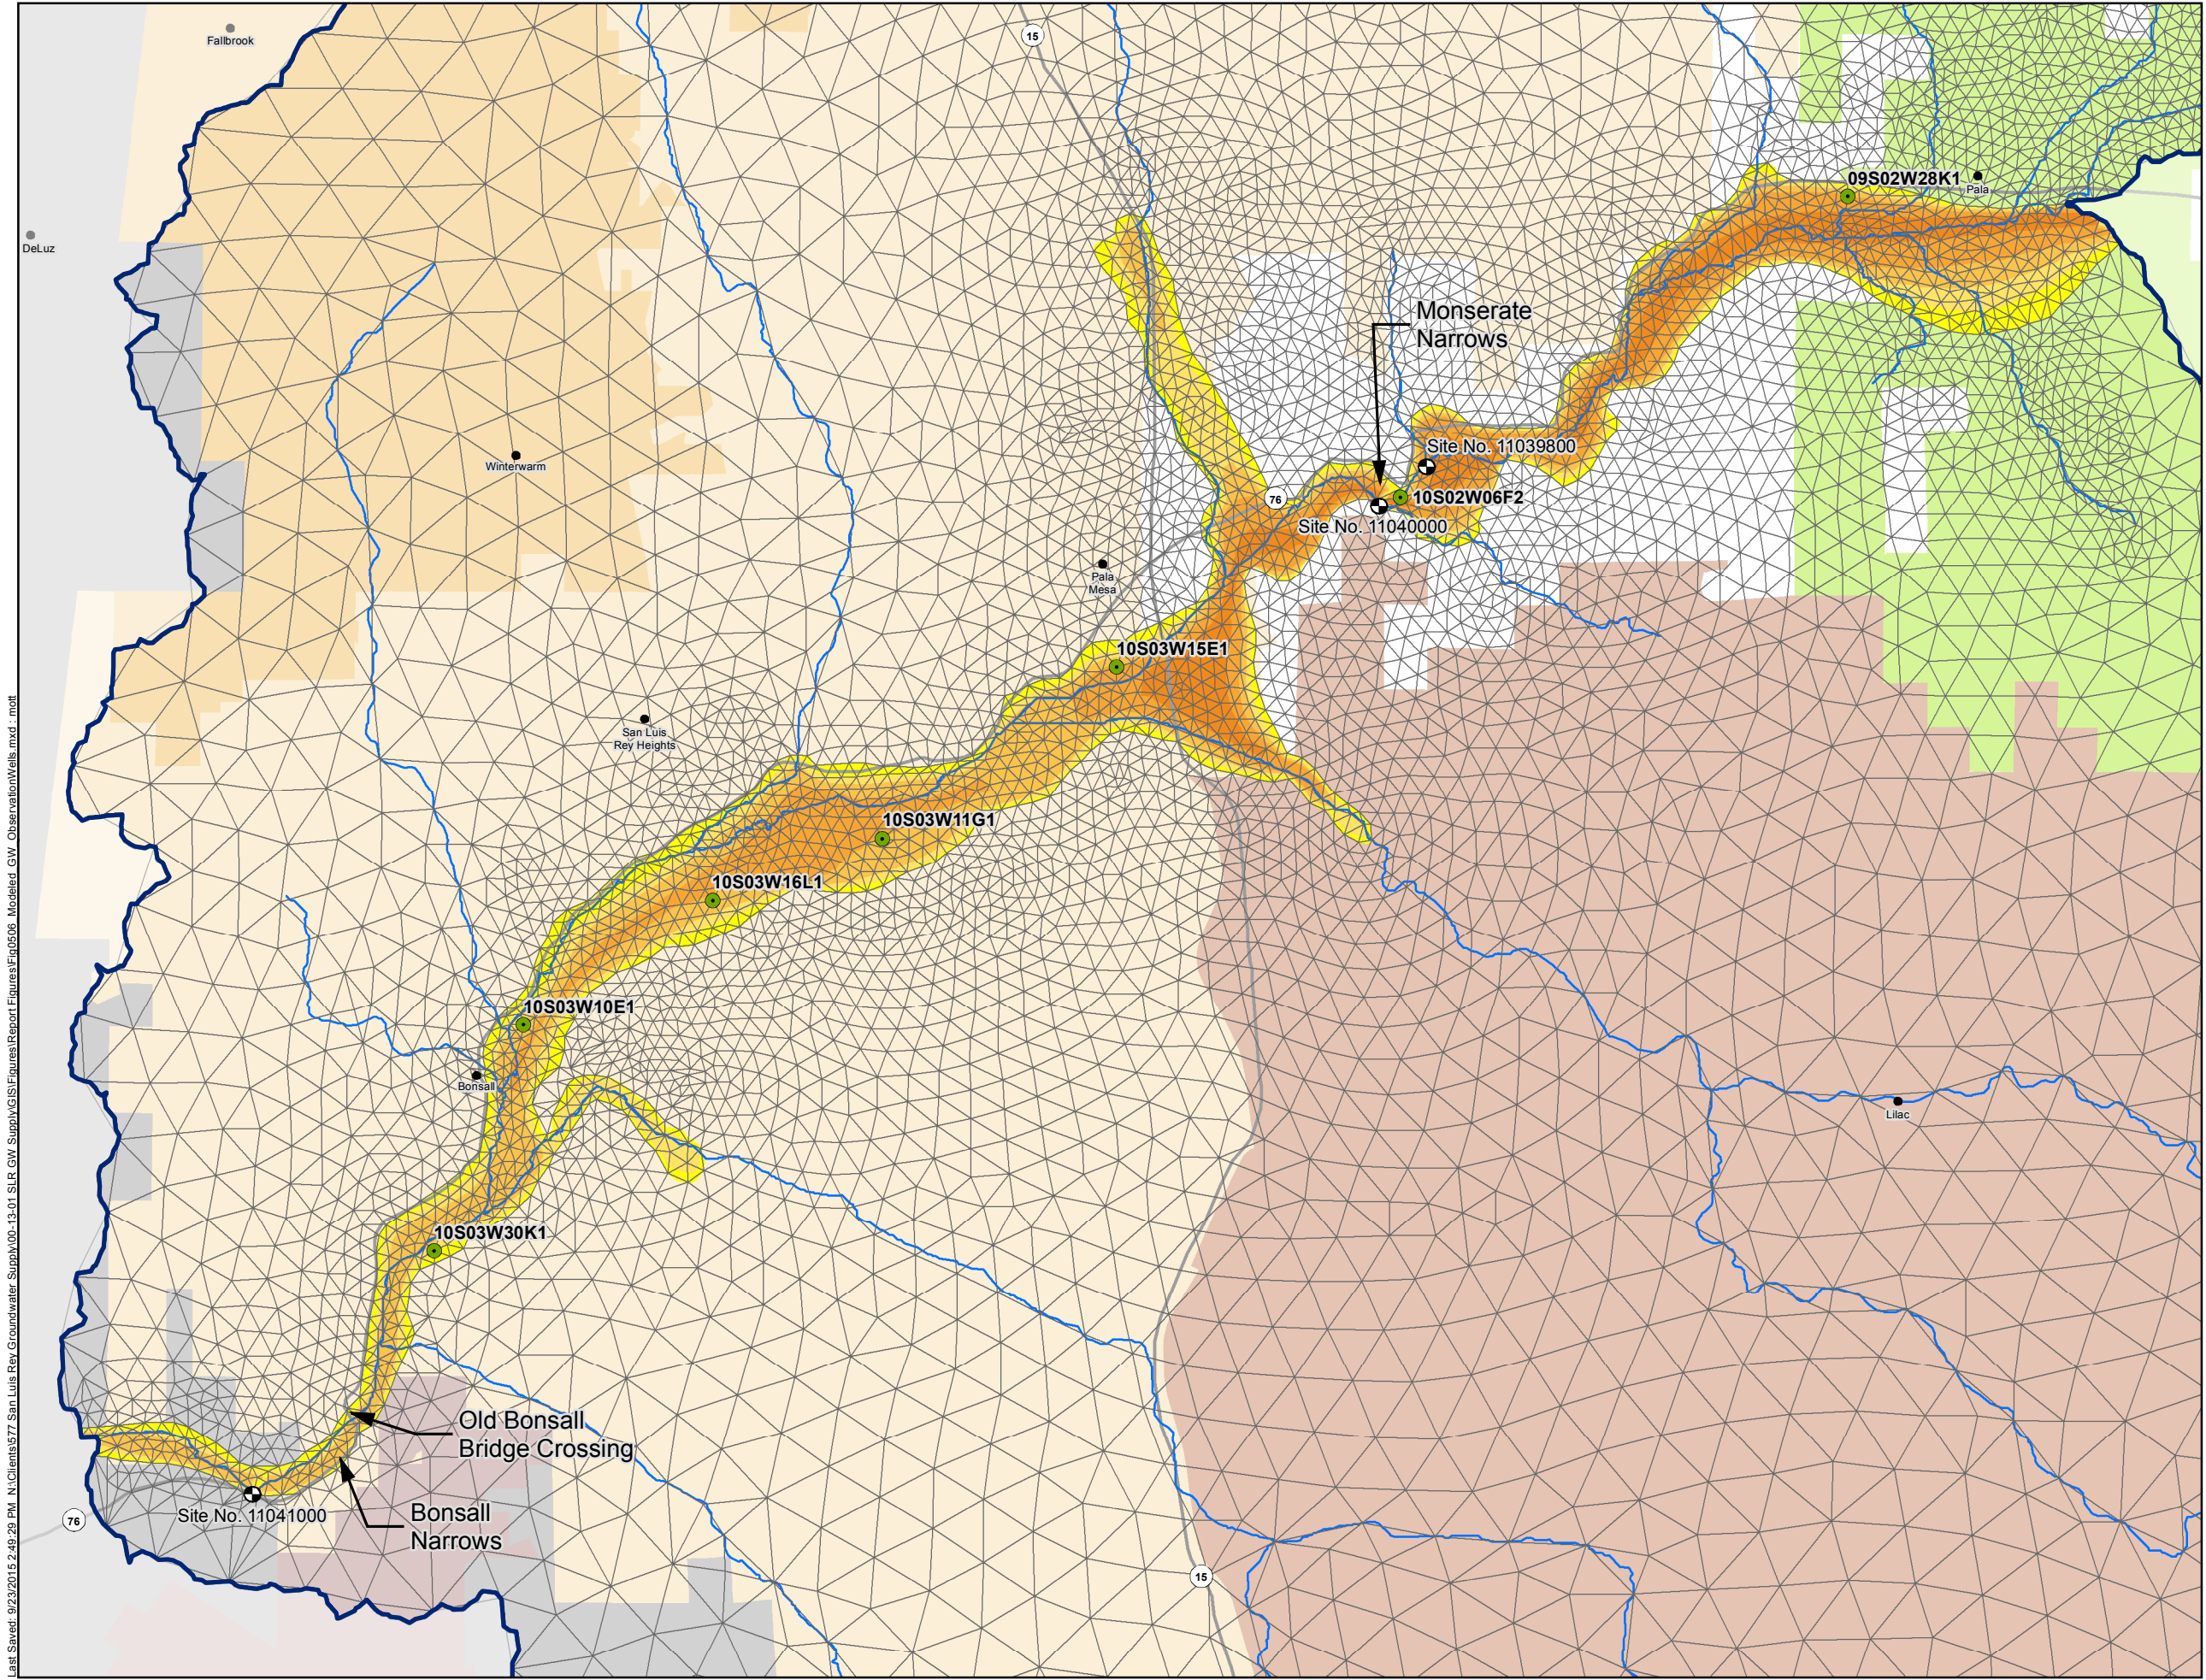 Fallbrook
15
09S02W28K1
Pala
DeLuz
Monserate
Narrows
Site No. 11039800
Winterwarm
76
10S02W06F2
Site No. 11040000
Pala
Mesa
10S03W15E1
San Luis
Rey Heights
10S03W11G1
10S03W16L1
10S03W10E1
Bonsall
Lilac
10S03W30K1
Old Bonsall
Bridge Crossing
Site No. 11041000
76
Bonsall
Narrows
15
Last Saved: 9/23/2015 2:49:29 PM N:\Clients\577 San Luis Rey Groundwater Supply\00-13-01 SLR GW Supply\GIS\Figures\Report Figures\Fig0506_Modeled_GW_ObservationWells.mxd : mott